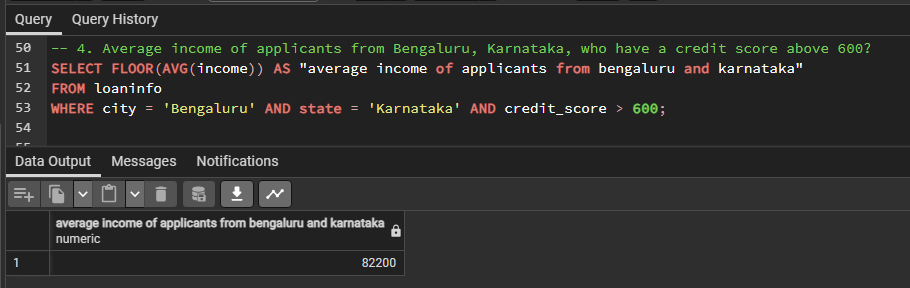 Query Query History
50 -- 4. Average income of applicants from Bengaluru, Karnataka, who have a credit score above 600?
51 SELECT FLOOR(AVG(income)) AS "average income of applicants from bengaluru and karnataka"
52 FROM loaninfo
53 WHERE city = 'Bengaluru' AND state = 'Karnataka' AND credit_score > 600;
54
Data Output Messages Notifications
average income of applicants from bengaluru and karnataka
numeric
1 82200